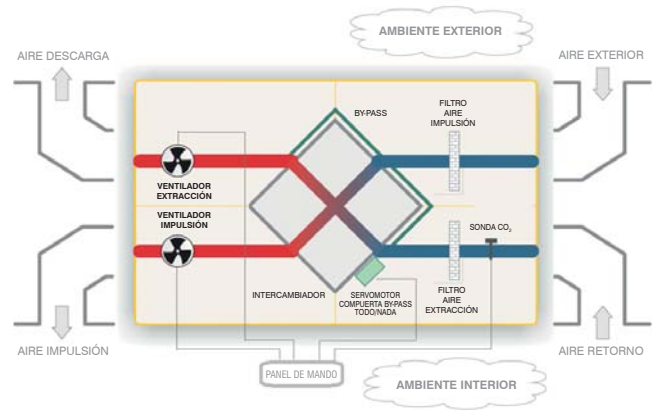 AMBIENTE EXTERIOR
AIRE DESCARGA
AIRE EXTERIOR
BY-PASS
FILTRO
AIRE
IMPULSIÓN
VENTILADOR
EXTRACCIÓN
VENTILADOR
IMPULSIÓN
SONDA CO₂
INTERCAMBIADOR
SERVOMOTOR
COMPUERTA BY-PASS
TODO/NADA
FILTRO
AIRE
EXTRACCIÓN
AIRE IMPULSIÓN
AIRE RETORNO
PANEL DE MANDO
AMBIENTE INTERIOR